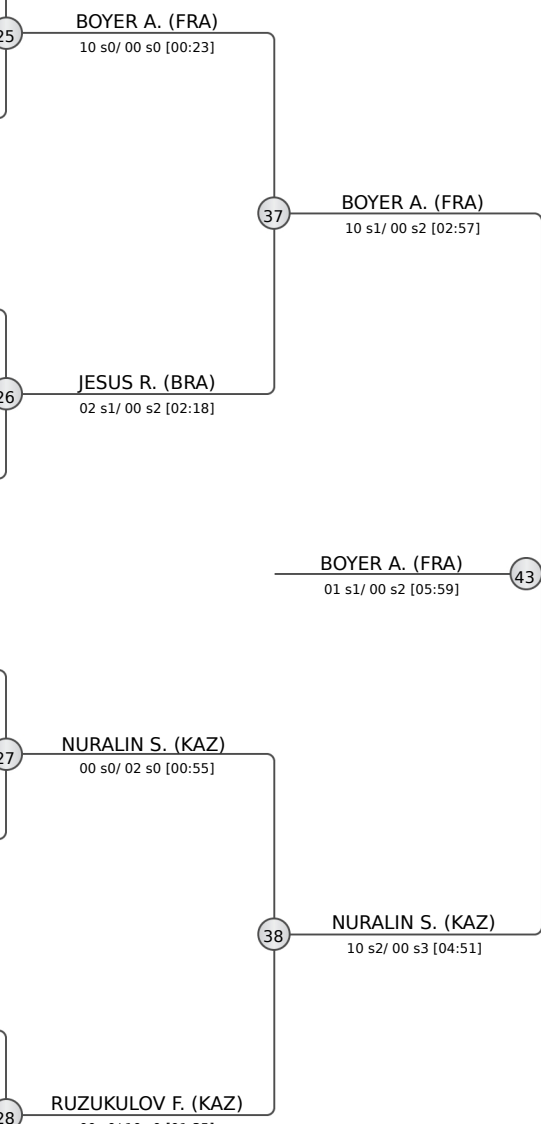 25
BOYER A. (FRA)
10 s0/ 00 s0 [00:23]
37
BOYER A. (FRA)
10 s1/ 00 s2 [02:57]
26
JESUS R. (BRA)
02 s1/ 00 s2 [02:18]
BOYER A. (FRA)
43
01 s1/ 00 s2 [05:59]
27
NURALIN S. (KAZ)
00 s0/ 02 s0 [00:55]
38
NURALIN S. (KAZ)
10 s2/ 00 s3 [04:51]
28
RUZUKULOV F. (KAZ)